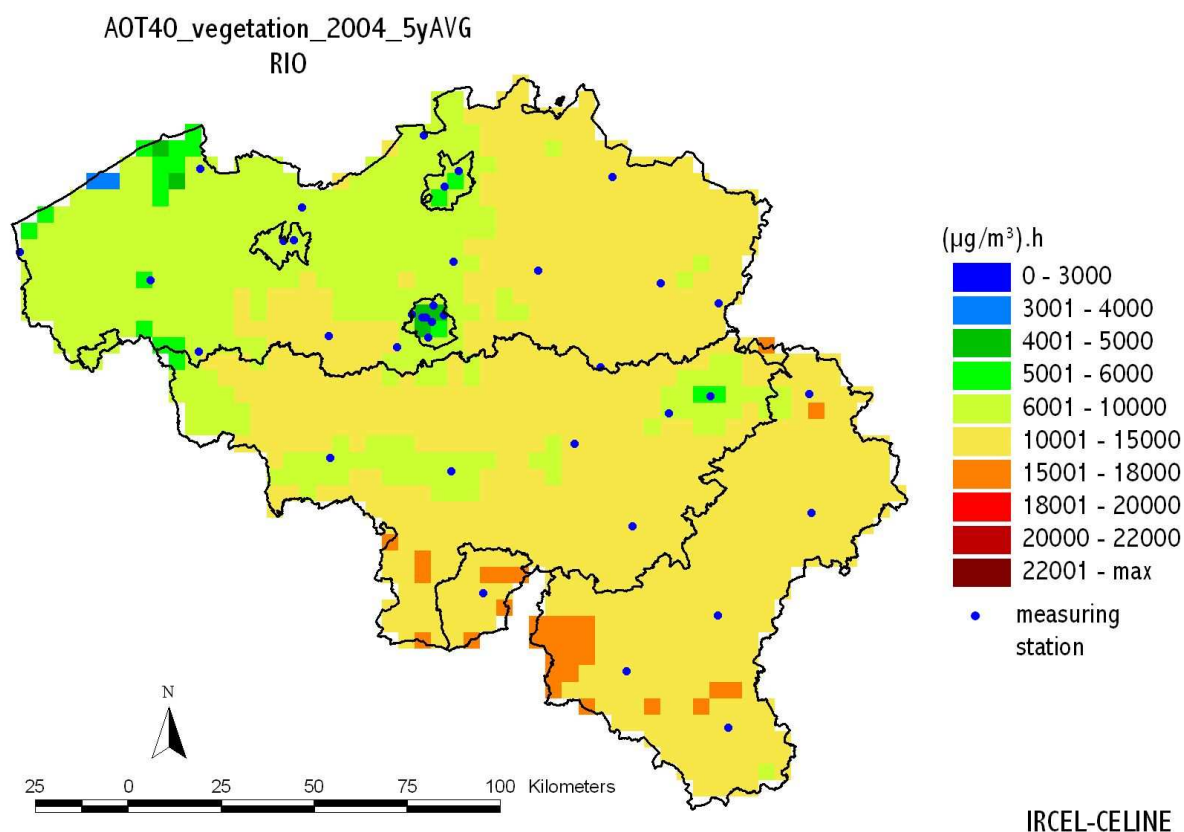 AOT40_vegetation_2004_5yAVG
RIO
(µg/m³).h
0 - 3000
3001 - 4000
4001 - 5000
5001 - 6000
6001 - 10000
10001 - 15000
15001 - 18000
18001 - 20000
20000 - 22000
22001 - max
measuring
station
N
25 0 25 50 75 100 Kilometers
IRCEL-CELINE